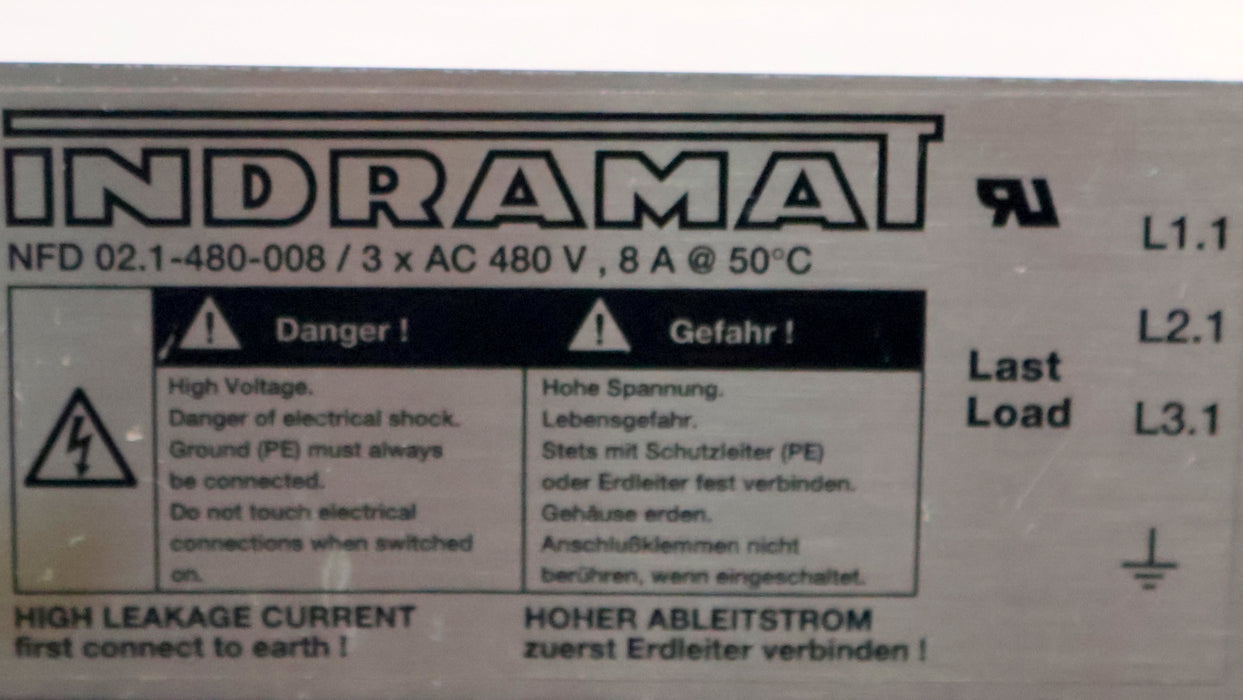 INDRAMAT
NFD 02.1-480-008 / 3 x AC 480 V , 8 A @ 50°C
Danger !
High Voltage.
Danger of electrical shock.
Ground (PE) must always
be connected.
Do not touch electrical
connections when switched
on.
Gefahr !
Hohe Spannung.
Lebensgefahr.
Stets mit Schutzleiter (PE)
oder Erdleiter fest verbinden.
Gehäuse erden.
Anschlußklemmen nicht
berühren, wenn eingeschaltet.
HIGH LEAKAGE CURRENT
first connect to earth !
HOHER ABLEITSTROM
zuerst Erdleiter verbinden !
Last
Load
L1.1
L2.1
L3.1